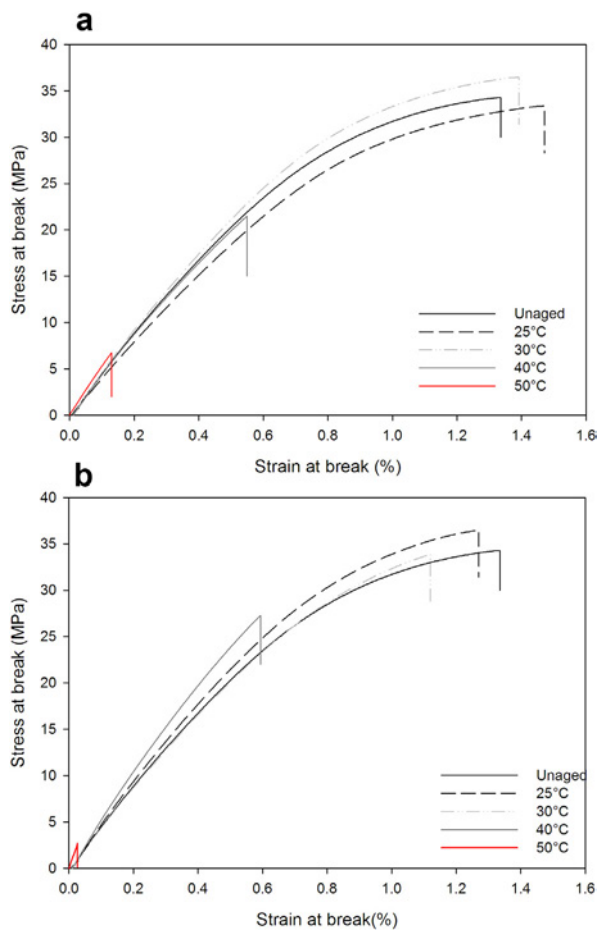 a
40
35
30
25
20
15
10
5
0
Stress at break (MPa)
Unaged
25°C
30°C
40°C
50°C
0.0 0.2 0.4 0.6 0.8 1.0 1.2 1.4 1.6
Strain at break (%)
b
40
35
30
25
20
15
10
5
0
Stress at break (MPa)
Unaged
25°C
30°C
40°C
50°C
0.0 0.2 0.4 0.6 0.8 1.0 1.2 1.4 1.6
Strain at break(%)